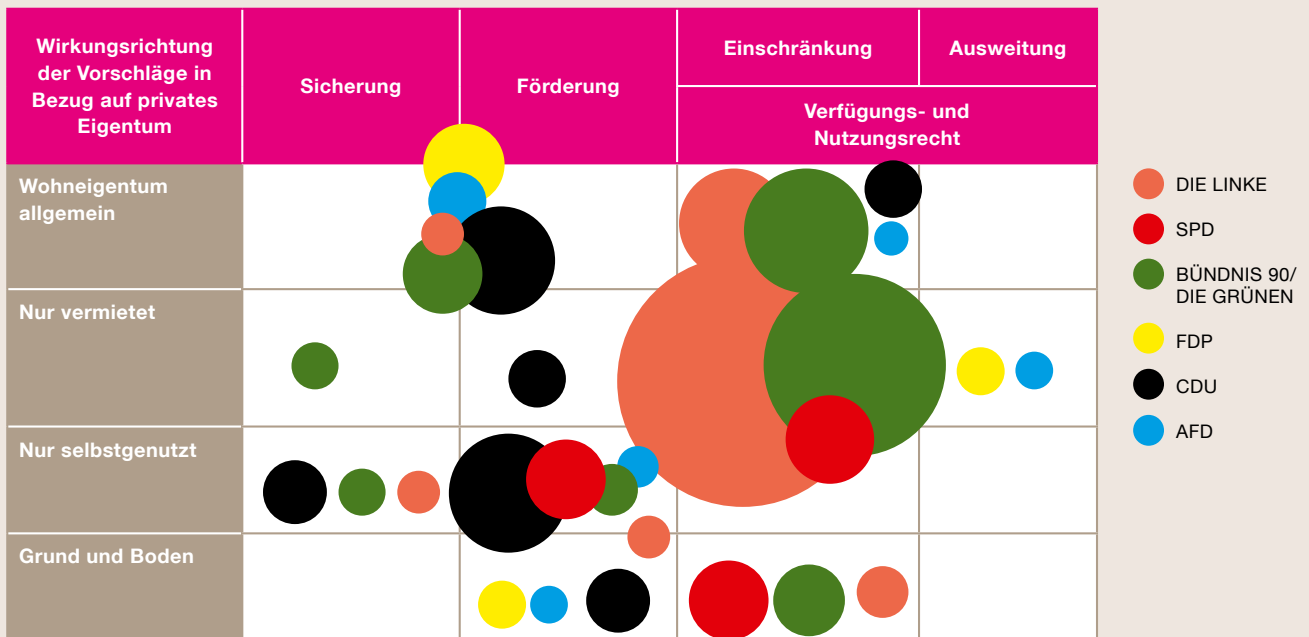 Wirkungsrichtung
der Vorschläge in
Bezug auf privates
Eigentum
Sicherung
Förderung
Einschränkung
Ausweitung
Verfügungs- und
Nutzungsrecht
Wohneigentum
allgemein
Nur vermietet
Nur selbstgenutzt
Grund und Boden
DIE LINKE
SPD
BÜNDNIS 90/
DIE GRÜNEN
FDP
CDU
AFD